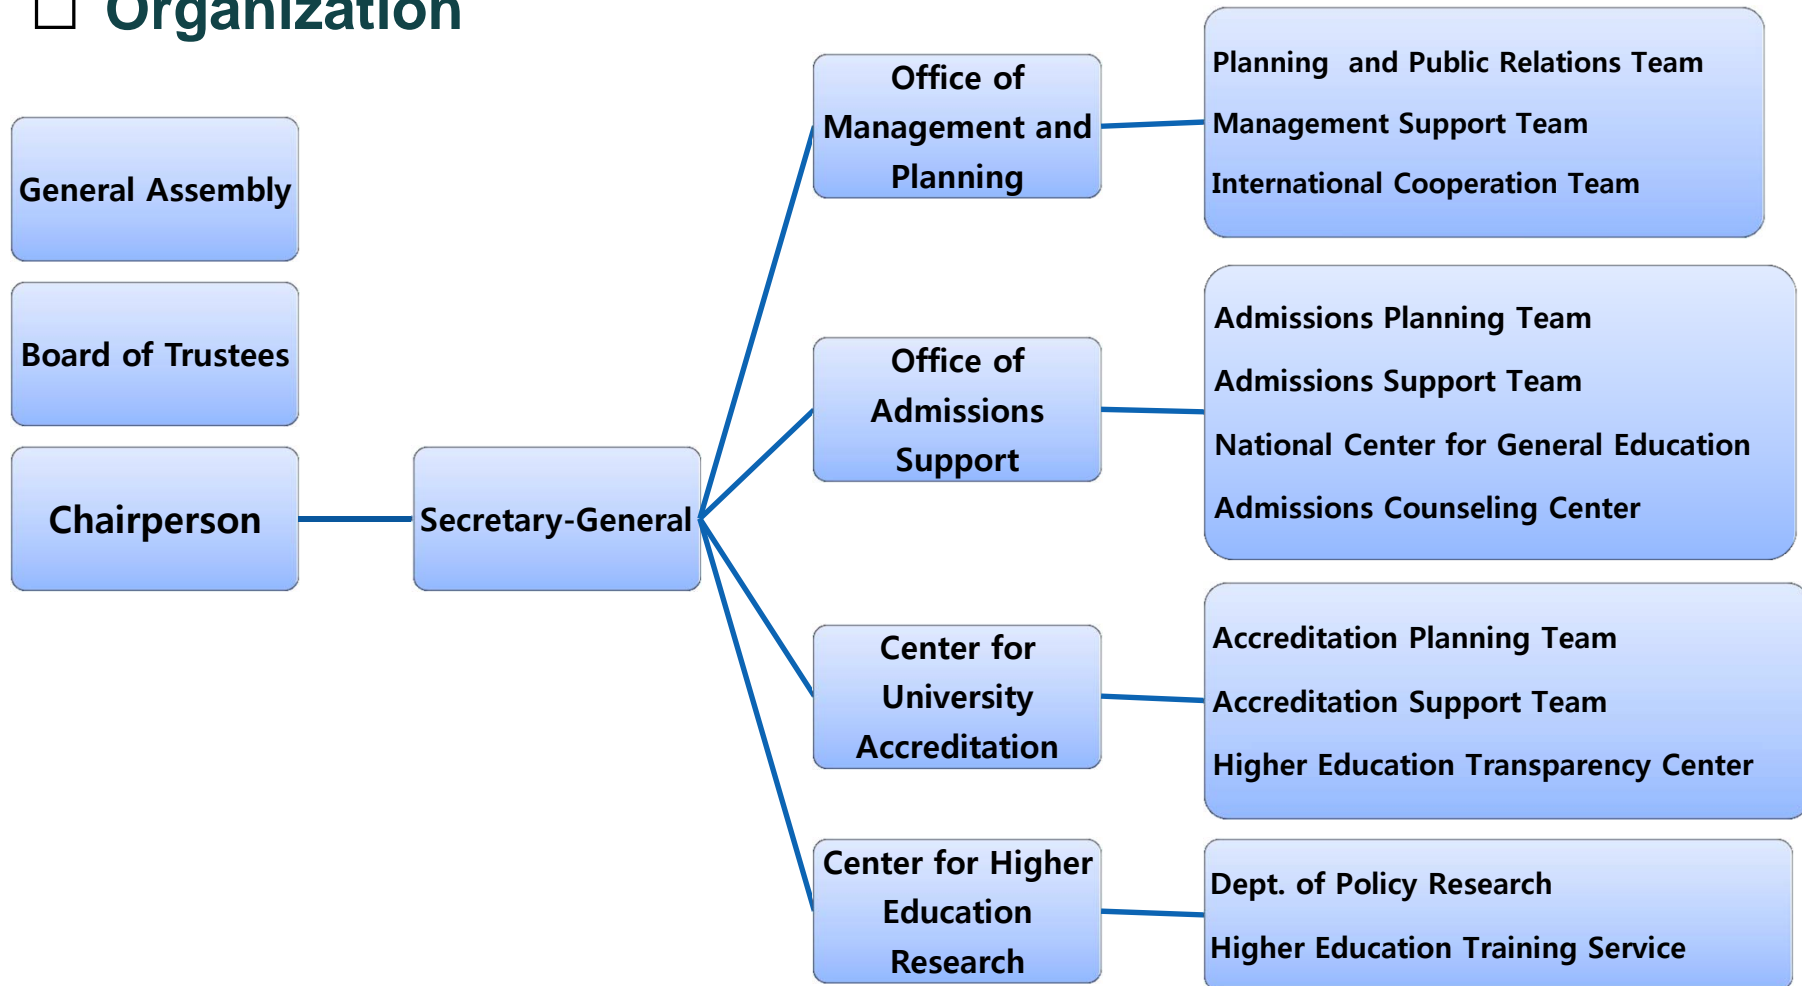 □ Organization
General Assembly
Board of Trustees
Chairperson
Secretary-General
Office of
Management and
Planning
Planning and Public Relations Team
Management Support Team
International Cooperation Team
Office of
Admissions
Support
Admissions Planning Team
Admissions Support Team
National Center for General Education
Admissions Counseling Center
Center for
University
Accreditation
Accreditation Planning Team
Accreditation Support Team
Higher Education Transparency Center
Center for Higher
Education
Research
Dept. of Policy Research
Higher Education Training Service